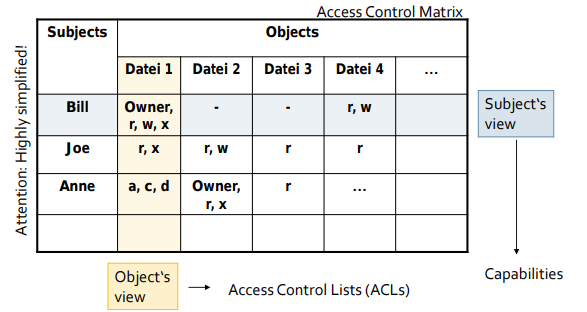 Access Control Matrix
Attention: Highly simplified!
Subjects Objects
Datei 1 Datei 2 Datei 3 Datei 4 ...
Bill Owner, r, w, x - - r, w
Joe r, x r, w r r
Anne a, c, d Owner, r, x r ...
Subject's
view
Capabilities
Object's
view
Access Control Lists (ACLs)